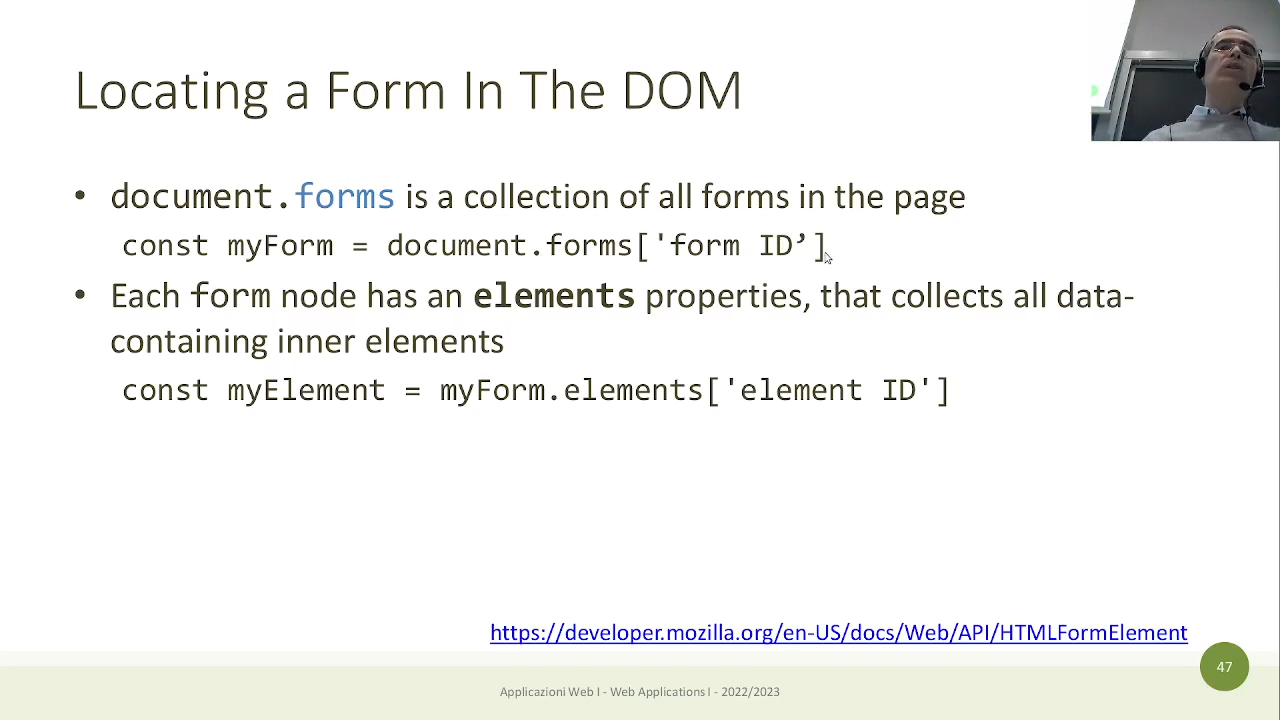 Locating a Form In The DOM
• document.forms is a collection of all forms in the page
const myForm = document.forms['form ID’]
• Each form node has an elements properties, that collects all data-
containing inner elements
const myElement = myForm.elements['element ID']
https://developer.mozilla.org/en-US/docs/Web/API/HTMLFormElement
47
Applicazioni Web I - Web Applications I - 2022/2023